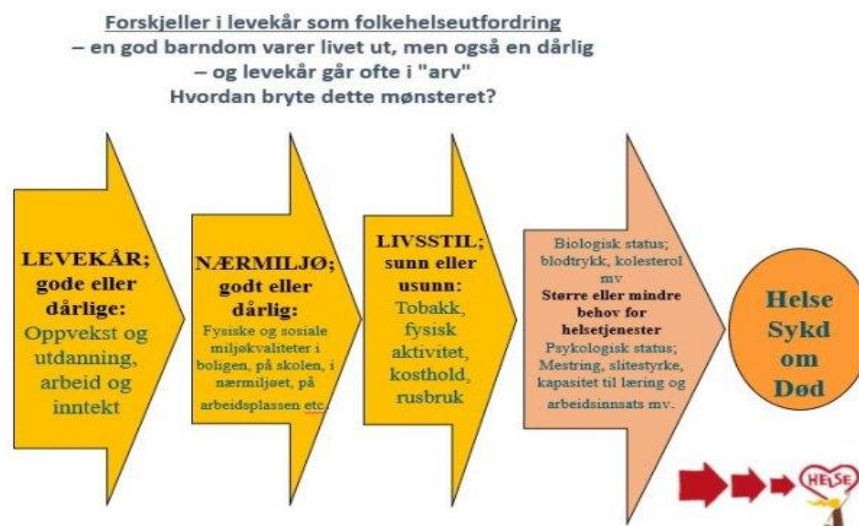 Forskjeller i levekår som folkehelseutfordring
– en god barndom varer livet ut, men også en dårlig
– og levekår går ofte i "arv"
Hvordan bryte dette mønsteret?
LEVEKÅR;
gode eller
dårlige:
Oppvekst og
utdanning,
arbeid og
inntekt
NÆRMILJØ;
godt eller
dårlig:
Fysiske og sosiale
miljøkvaliteter i
boligen, på skolen, i
nærmiljøet, på
arbeidsplassen etc.
LIVSSTIL;
sunn eller
usunn:
Tobakk,
fysisk
aktivitet,
kosthold,
rusbruk
Biologisk status;
blodtrykk, kolesterol
mv
Større eller mindre
behov for
helsetjenester
Psykologisk status;
Mestring, slitestyrke,
kapasitet til læring og
arbeidsinnsats mv.
Helse
Sykd
om
Død
HELSE